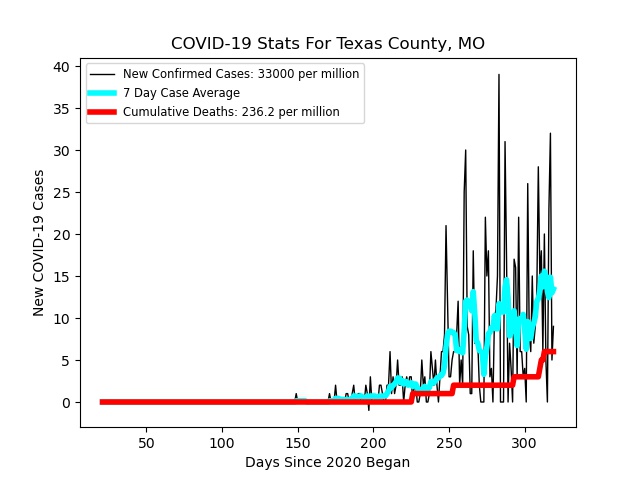 COVID-19 Stats For Texas County, MO
New Confirmed Cases: 33000 per million
7 Day Case Average
Cumulative Deaths: 236.2 per million
New COVID-19 Cases
40
35
30
25
20
15
10
5
0
50 100 150 200 250 300
Days Since 2020 Began